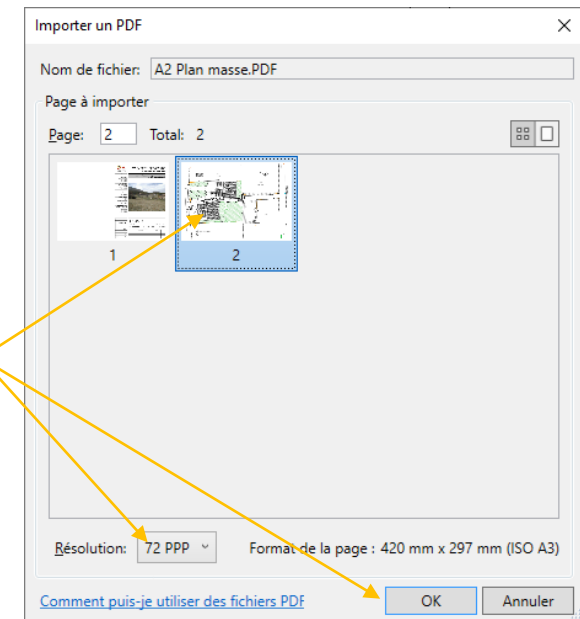 Importer un PDF
Nom de fichier: A2 Plan masse.PDF
Page à importer
Page: 2 Total: 2
1 2
Résolution: 72 PPP Format de la page : 420 mm x 297 mm (ISO A3)
Comment puis-je utiliser des fichiers PDF OK Annuler